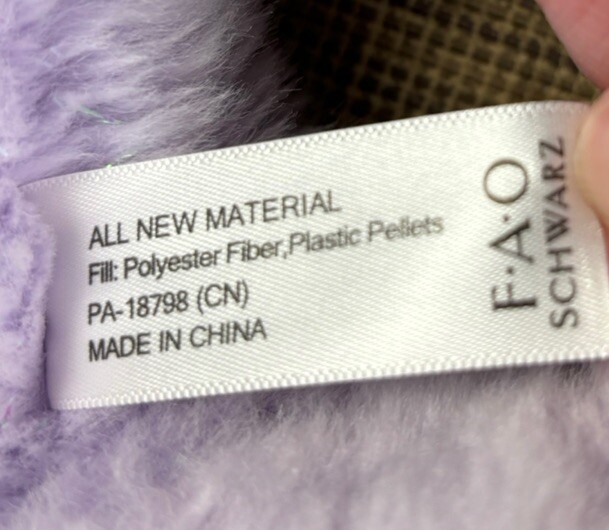 ALL NEW MATERIAL
Fill: Polyester Fiber,Plastic Pellets
PA-18798 (CN)
MADE IN CHINA
F·A·O
SCHWARZ